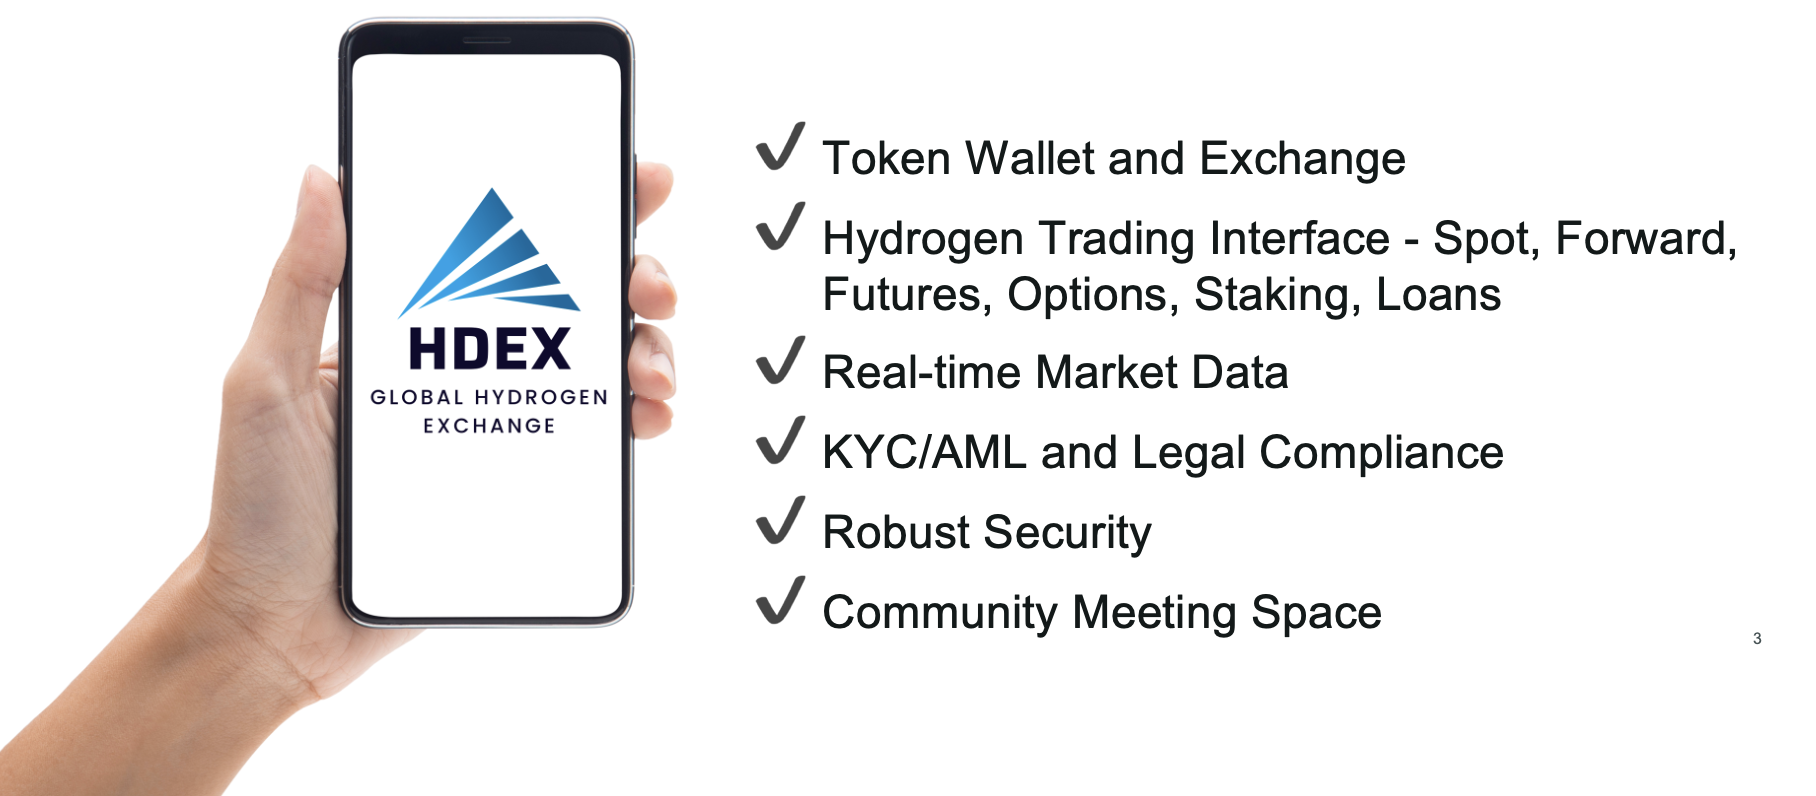 HDEX
GLOBAL HYDROGEN
EXCHANGE
Token Wallet and Exchange
Hydrogen Trading Interface - Spot, Forward,
Futures, Options, Staking, Loans
Real-time Market Data
KYC/AML and Legal Compliance
Robust Security
Community Meeting Space
3